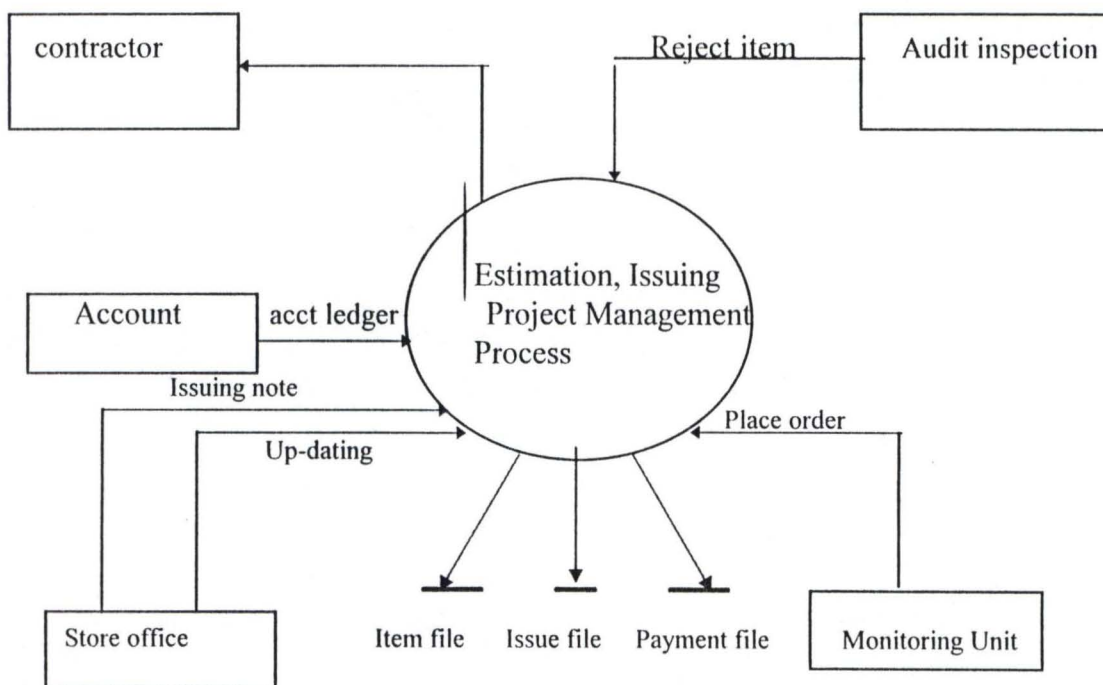 contractor
Reject item
Audit inspection
Estimation, Issuing
Project Management
Process
Account
acct ledger
Issuing note
Up-dating
Place order
Store office
Item file
Issue file
Payment file
Monitoring Unit